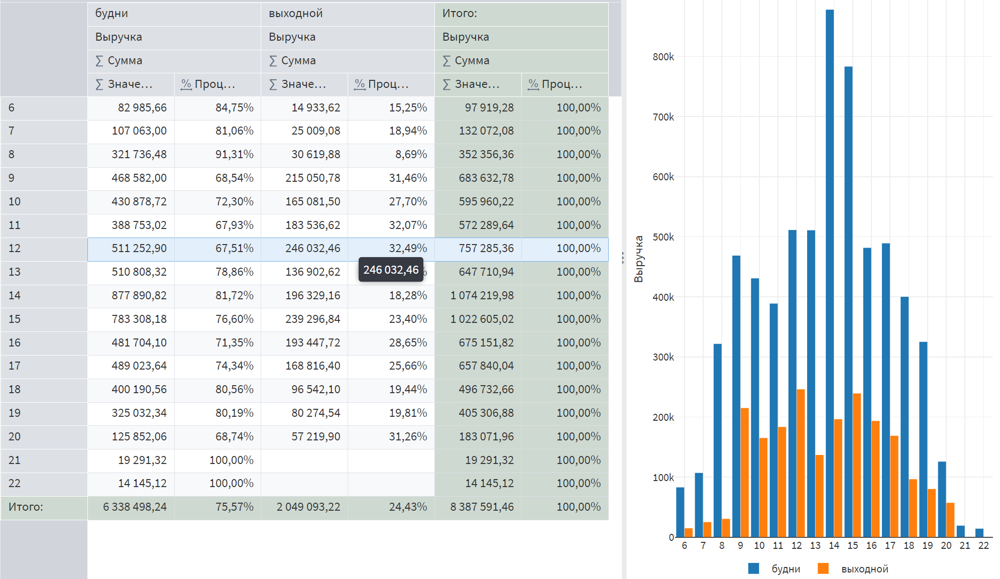 будни выходной Итого:
Выручка Выручка Выручка
∑ Сумма ∑ Сумма ∑ Сумма
∑ Значе... % Проц... ∑ Значе... % Проц... ∑ Значе... % Проц...
6 82 985,66 84,75% 14 933,62 15,25% 97 919,28 100,00%
7 107 063,00 81,06% 25 009,08 18,94% 132 072,08 100,00%
8 321 736,48 91,31% 30 619,88 8,69% 352 356,36 100,00%
9 468 582,00 68,54% 215 050,78 31,46% 683 632,78 100,00%
10 430 878,72 72,30% 165 081,50 27,70% 595 960,22 100,00%
11 388 753,02 67,93% 183 536,62 32,07% 572 289,64 100,00%
12 511 252,90 67,51% 246 032,46 32,49% 757 285,36 100,00%
13 510 808,32 78,86% 136 902,62 647 710,94 100,00%
246 032,46
14 877 890,82 81,72% 196 329,16 18,28% 1 074 219,98 100,00%
15 783 308,18 76,60% 239 296,84 23,40% 1 022 605,02 100,00%
16 481 704,10 71,35% 193 447,72 28,65% 675 151,82 100,00%
17 489 023,64 74,34% 168 816,40 25,66% 657 840,04 100,00%
18 400 190,56 80,56% 96 542,10 19,44% 496 732,66 100,00%
19 325 032,34 80,19% 80 274,54 19,81% 405 306,88 100,00%
20 125 852,06 68,74% 57 219,90 31,26% 183 071,96 100,00%
21 19 291,32 100,00% 19 291,32 100,00%
22 14 145,12 100,00% 14 145,12 100,00%
Итого: 6 338 498,24 75,57% 2 049 093,22 24,43% 8 387 591,46 100,00%
Выручка
800k
700k
600k
500k
400k
300k
200k
100k
0
6 7 8 9 10 11 12 13 14 15 16 17 18 19 20 21 22
будни выходной